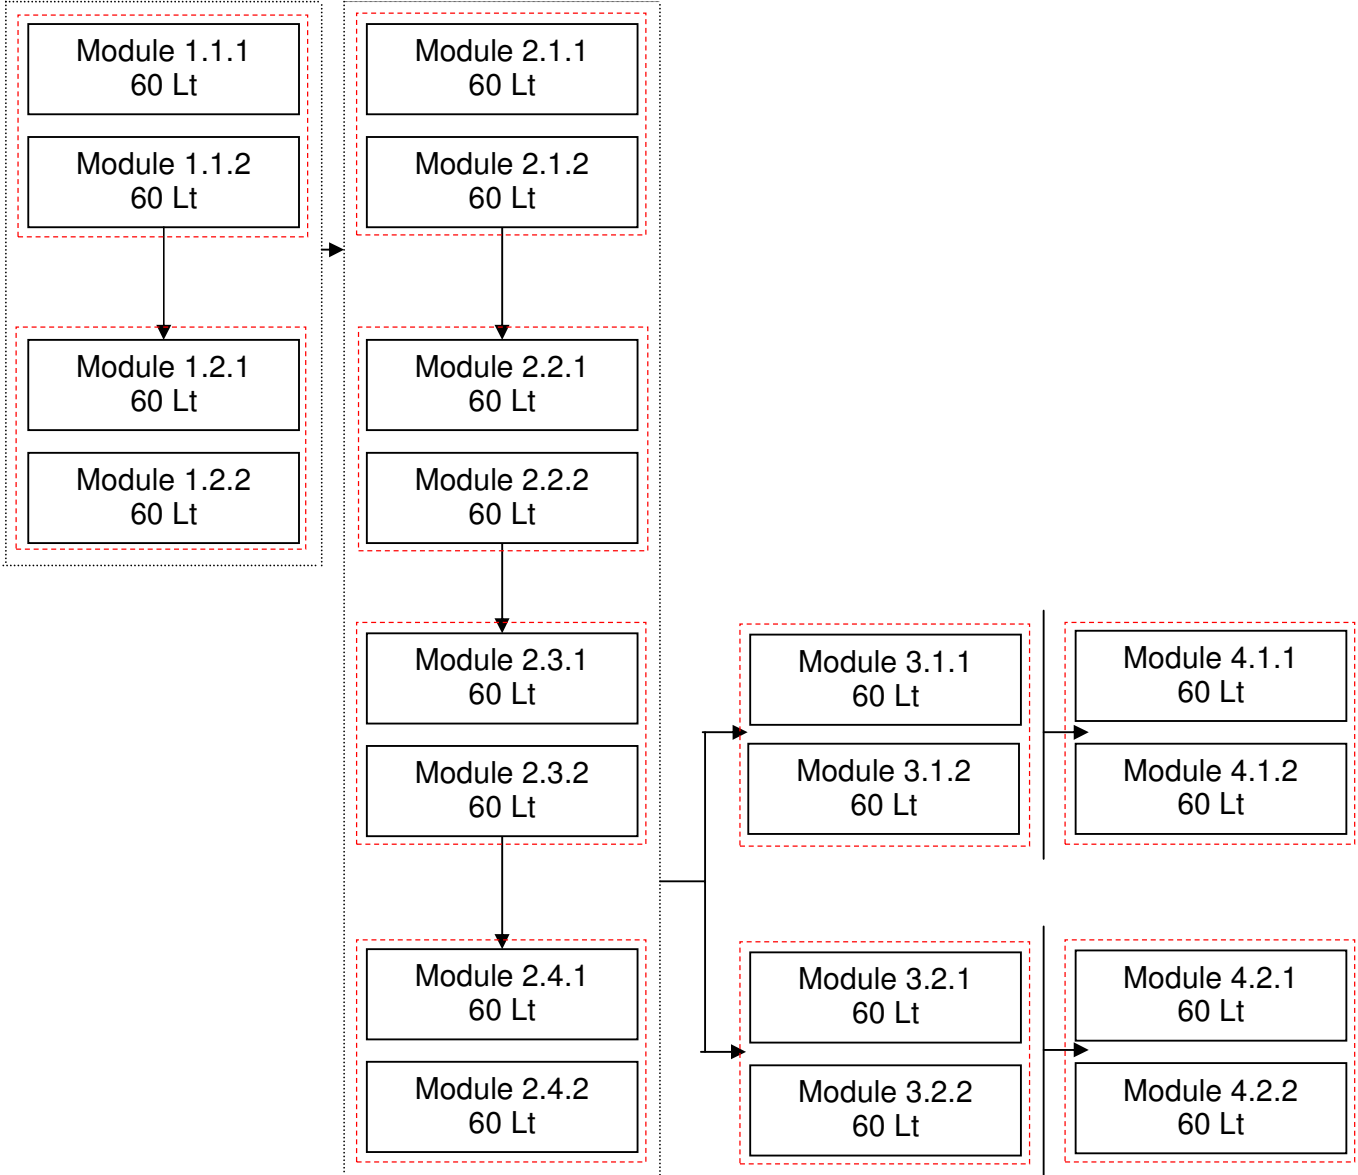 Module 1.1.1
60 Lt
Module 1.1.2
60 Lt
Module 1.2.1
60 Lt
Module 1.2.2
60 Lt
Module 2.1.1
60 Lt
Module 2.1.2
60 Lt
Module 2.2.1
60 Lt
Module 2.2.2
60 Lt
Module 2.3.1
60 Lt
Module 2.3.2
60 Lt
Module 2.4.1
60 Lt
Module 2.4.2
60 Lt
Module 3.1.1
60 Lt
Module 3.1.2
60 Lt
Module 3.2.1
60 Lt
Module 3.2.2
60 Lt
Module 4.1.1
60 Lt
Module 4.1.2
60 Lt
Module 4.2.1
60 Lt
Module 4.2.2
60 Lt